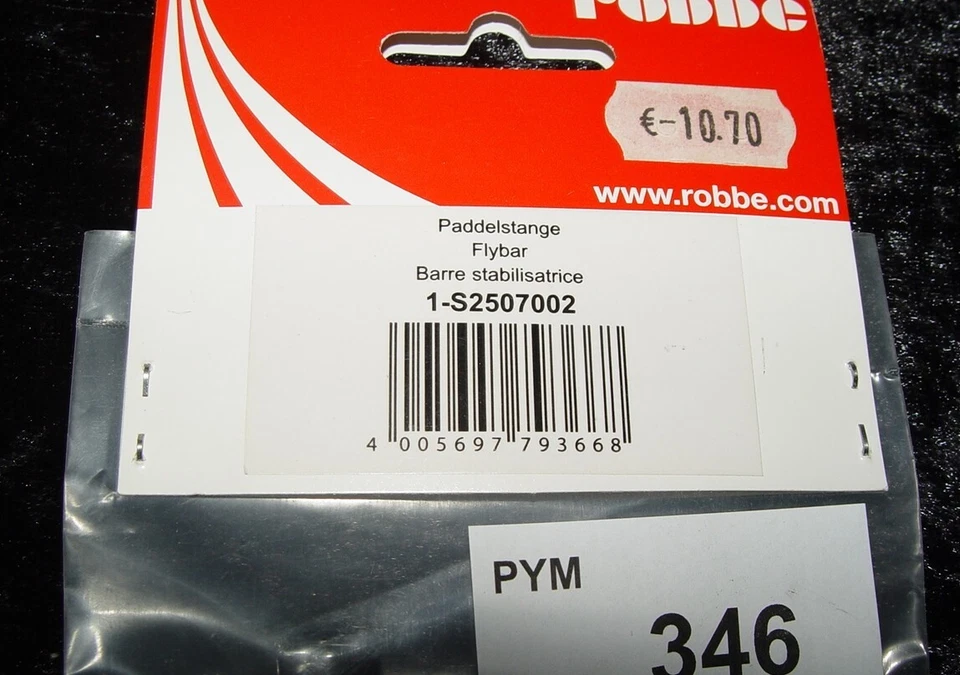 robbe
€-10.70
www.robbe.com
Paddelstange
Flybar
Barre stabilisatrice
1-S2507002
4 005697 793668
PYM
346